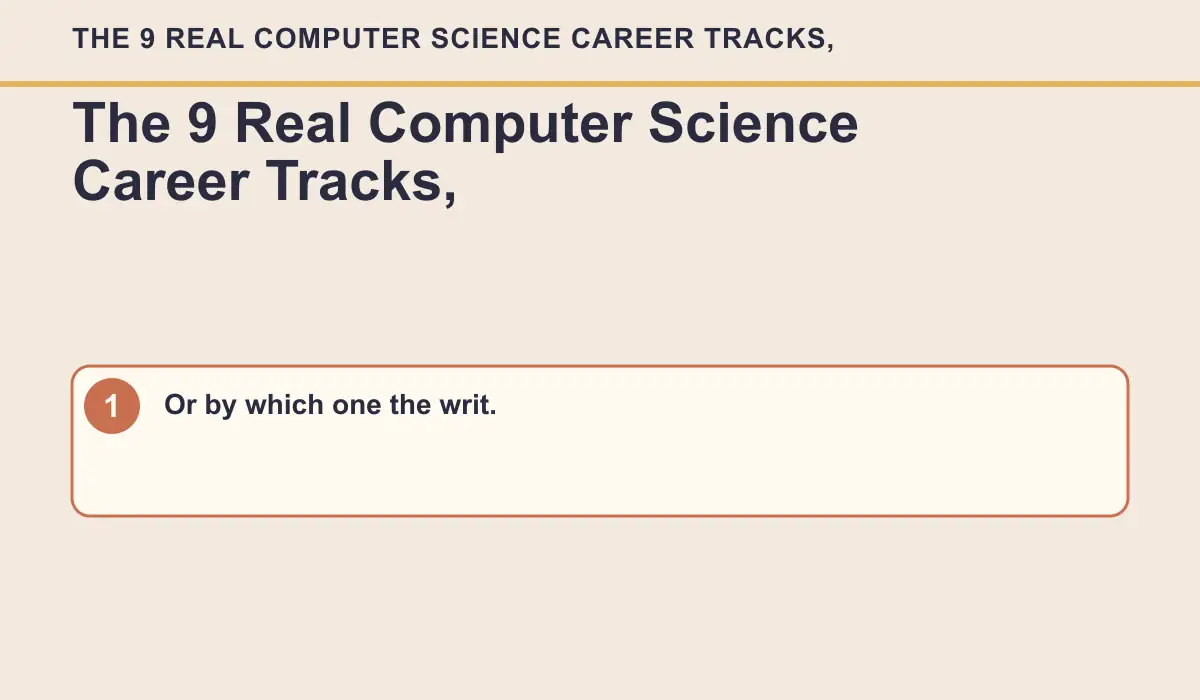 THE 9 REAL COMPUTER SCIENCE CAREER TRACKS,
The 9 Real Computer Science
Career Tracks,
1
Or by which one the writ.